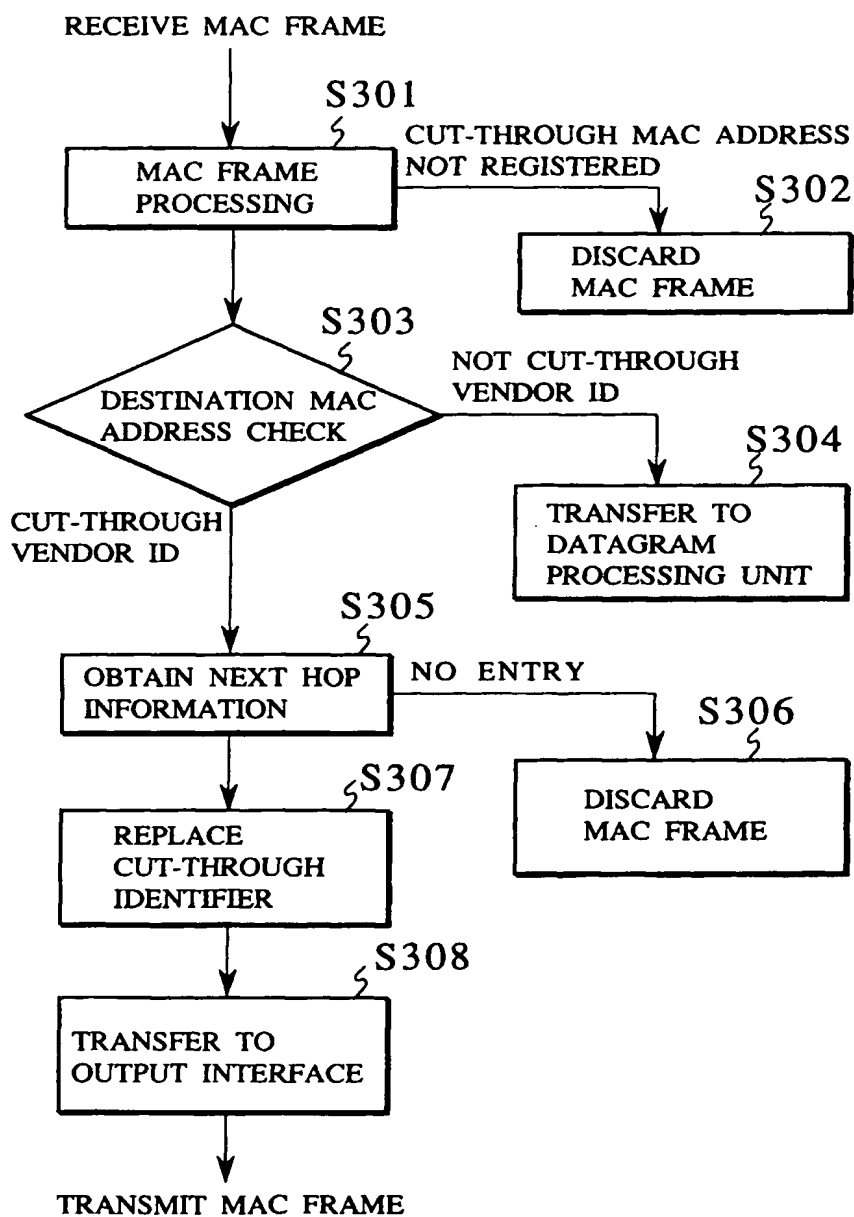 RECEIVE MAC FRAME
S301
MAC FRAME
PROCESSING
CUT-THROUGH MAC ADDRESS
NOT REGISTERED
S302
DISCARD
MAC FRAME
S303
DESTINATION MAC
ADDRESS CHECK
NOT CUT-THROUGH
VENDOR ID
S304
TRANSFER TO
DATAGRAM
PROCESSING UNIT
CUT-THROUGH
VENDOR ID
S305
OBTAIN NEXT HOP
INFORMATION
NO ENTRY
S306
DISCARD
MAC FRAME
S307
REPLACE
CUT-THROUGH
IDENTIFIER
S308
TRANSFER TO
OUTPUT INTERFACE
TRANSMIT MAC FRAME